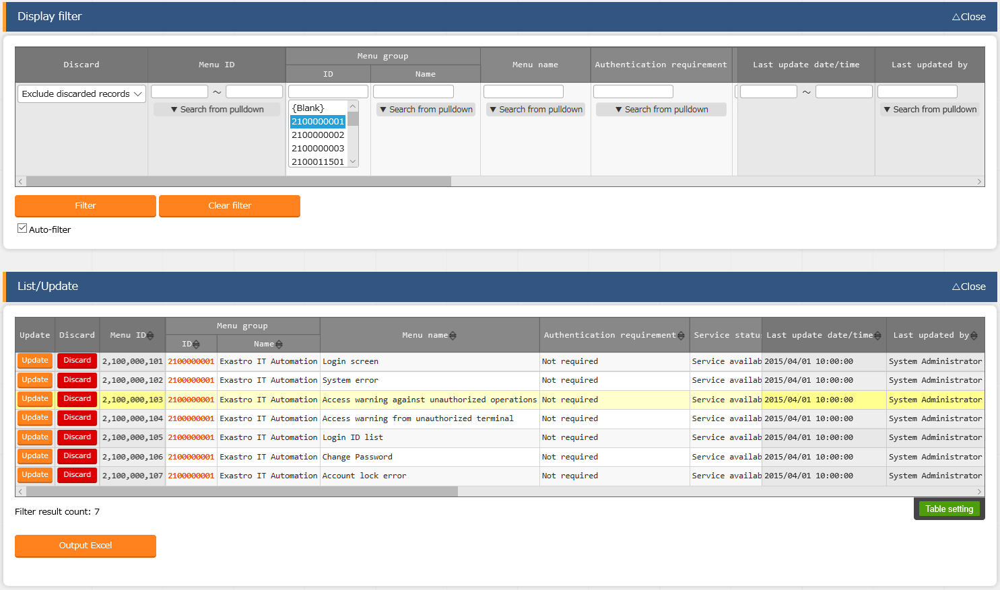 Display filter
△Close
Discard
Menu ID
Menu group
ID
Name
Menu name
Authentication requirement
Last update date/time
Last updated by
Exclude discarded records
～
▼ Search from pulldown
{Blank}
2100000001
2100000002
2100000003
2100011501
▼ Search from pulldown
▼ Search from pulldown
▼ Search from pulldown
～
▼ Search from pulldown
Filter
Clear filter
Auto-filter
List/Update
△Close
Update Discard Menu ID Menu group ID Name Menu name Authentication requirement Service statu Last update date/time Last updated by
Update Discard 2,100,000,101 2100000001 Exastro IT Automation Login screen Not required Service availab 2015/04/01 10:00:00 System Administrator
Update Discard 2,100,000,102 2100000001 Exastro IT Automation System error Not required Service availab 2015/04/01 10:00:00 System Administrator
Update Discard 2,100,000,103 2100000001 Exastro IT Automation Access warning against unauthorized operations Not required Service availab 2015/04/01 10:00:00 System Administrator
Update Discard 2,100,000,104 2100000001 Exastro IT Automation Access warning from unauthorized terminal Not required Service availab 2015/04/01 10:00:00 System Administrator
Update Discard 2,100,000,105 2100000001 Exastro IT Automation Login ID list Not required Service availab 2015/04/01 10:00:00 System Administrator
Update Discard 2,100,000,106 2100000001 Exastro IT Automation Change Password Not required Service availab 2015/04/01 10:00:00 System Administrator
Update Discard 2,100,000,107 2100000001 Exastro IT Automation Account lock error Not required Service availab 2015/04/01 10:00:00 System Administrator
Filter result count: 7
Table setting
Output Excel